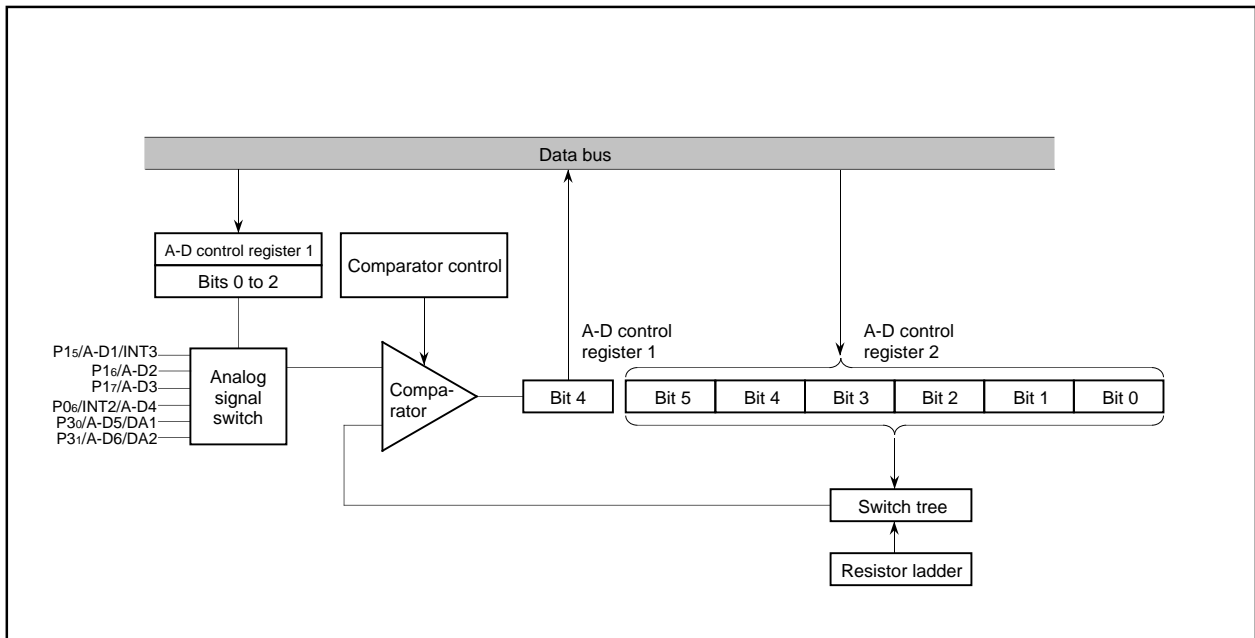 Data bus
A-D control register 1
Bits 0 to 2
Comparator control
A-D control
register 1
A-D control
register 2
P15/A-D1/INT3
P16/A-D2
P17/A-D3
P06/INT2/A-D4
P30/A-D5/DA1
P31/A-D6/DA2
Analog
signal
switch
Compa-
rator
Bit 4
Bit 5
Bit 4
Bit 3
Bit 2
Bit 1
Bit 0
Switch tree
Resistor ladder